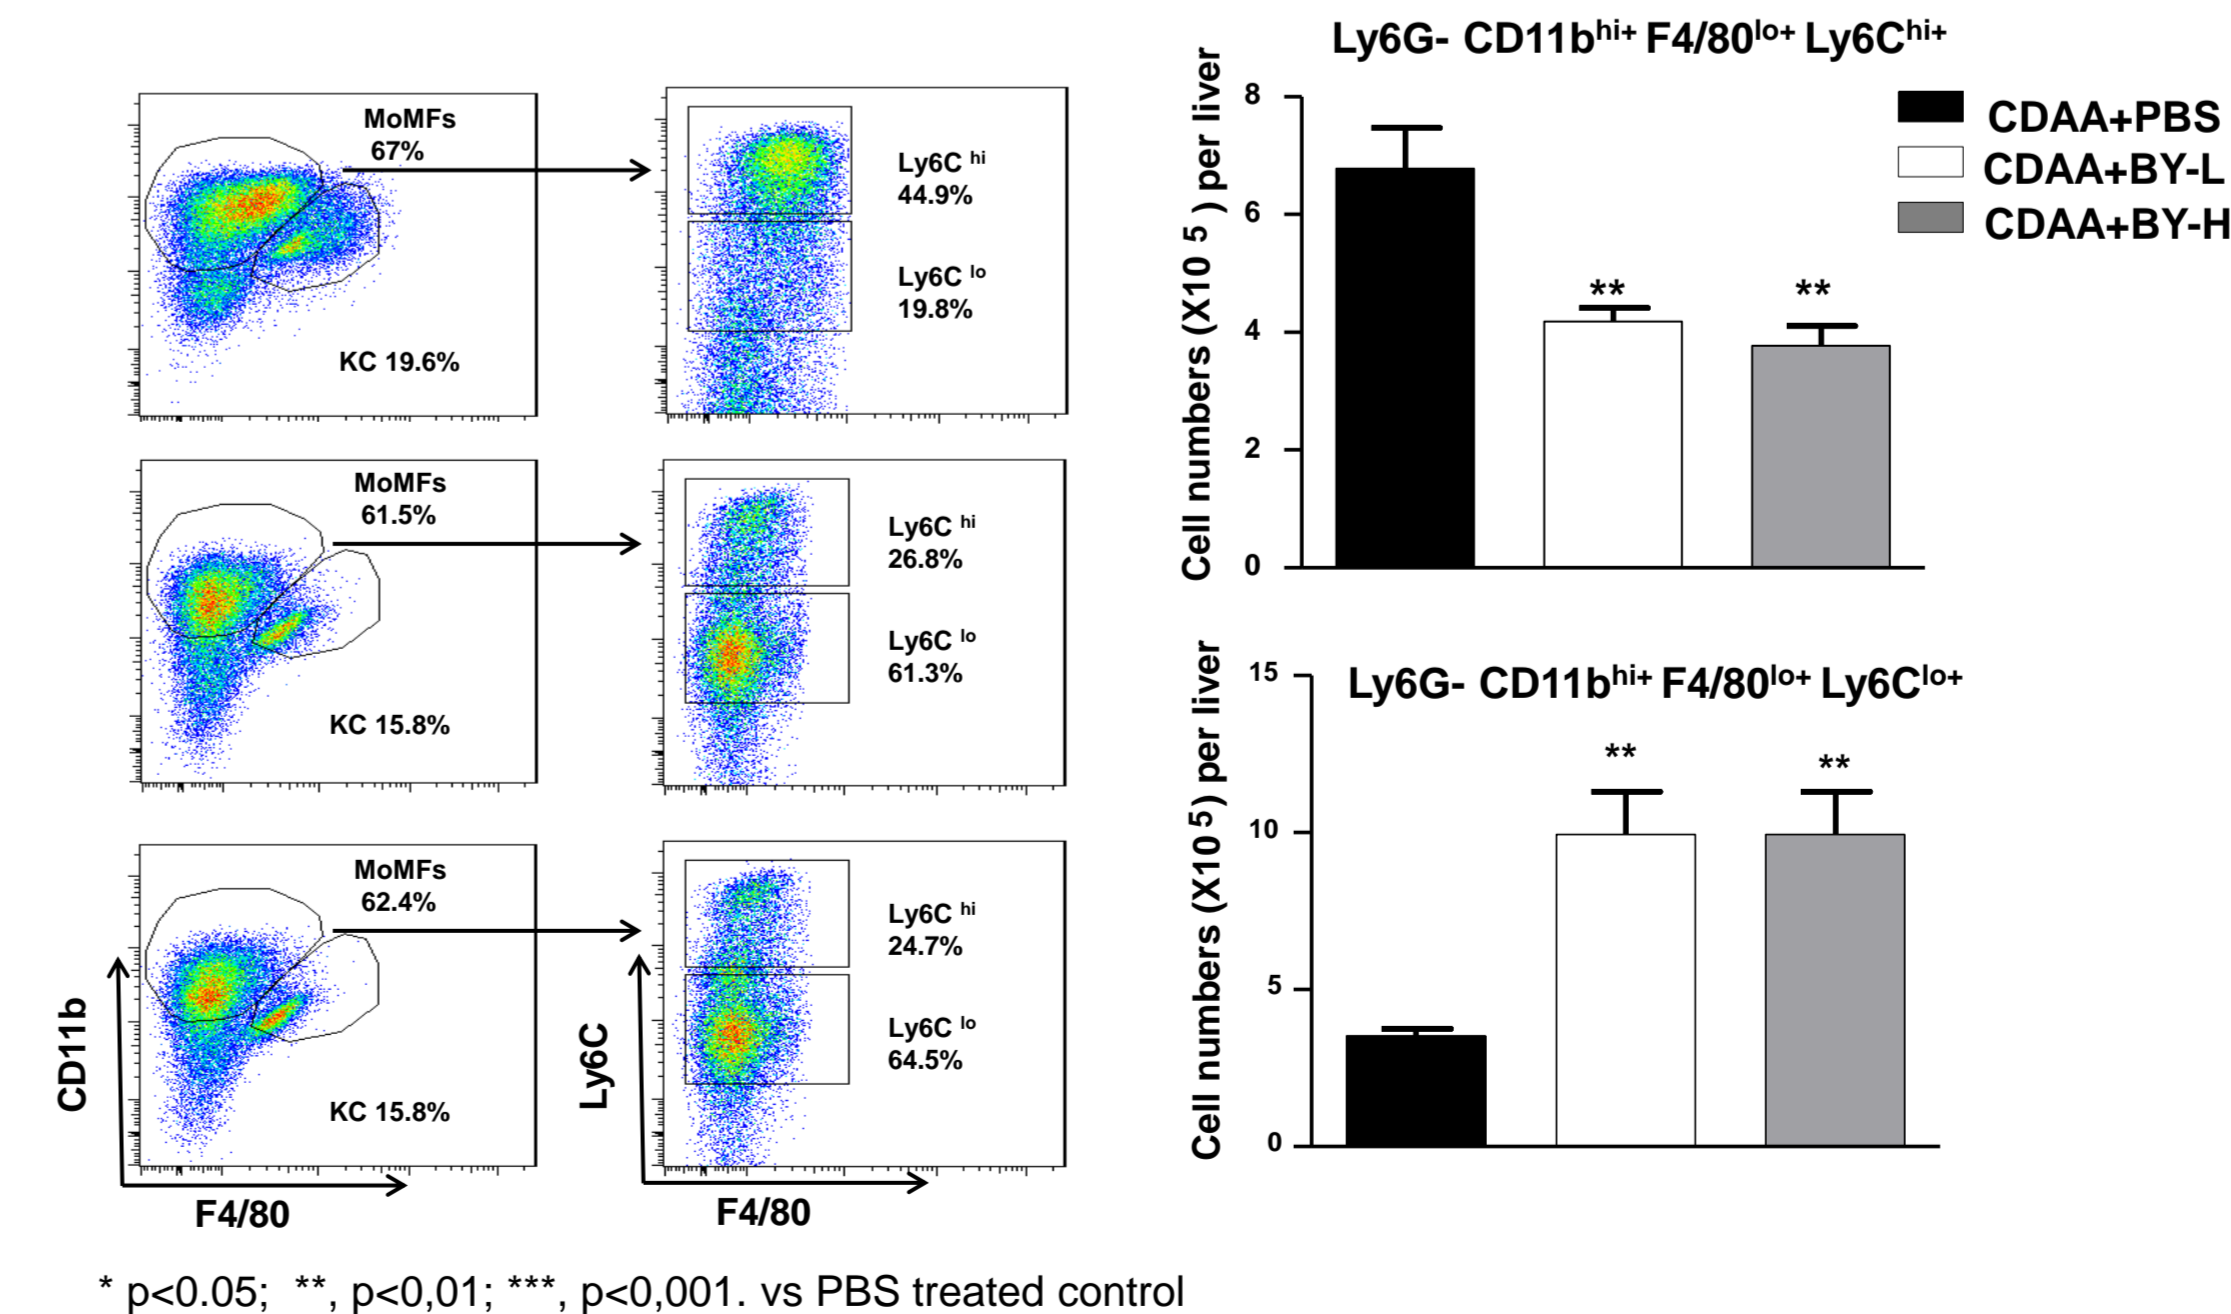 MoMFs
67%
KC 19.6%
Ly6C hi
44.9%
Ly6C lo
19.8%
MoMFs
61.5%
KC 15.8%
Ly6C hi
26.8%
Ly6C lo
61.3%
MoMFs
62.4%
KC 15.8%
Ly6C hi
24.7%
Ly6C lo
64.5%
CD11b
F4/80
Ly6C
F4/80
Ly6G- CD11bhi+ F4/80lo+ Ly6Chi+
Cell numbers (X10 5) per liver
8
6
4
2
0
**
**
CDAA+PBS
CDAA+BY-L
CDAA+BY-H
Ly6G- CD11bhi+ F4/80lo+ Ly6Clo+
Cell numbers (X10 5) per liver
15
10
5
0
**
**
* p<0.05; **, p<0,01; ***, p<0,001. vs PBS treated control